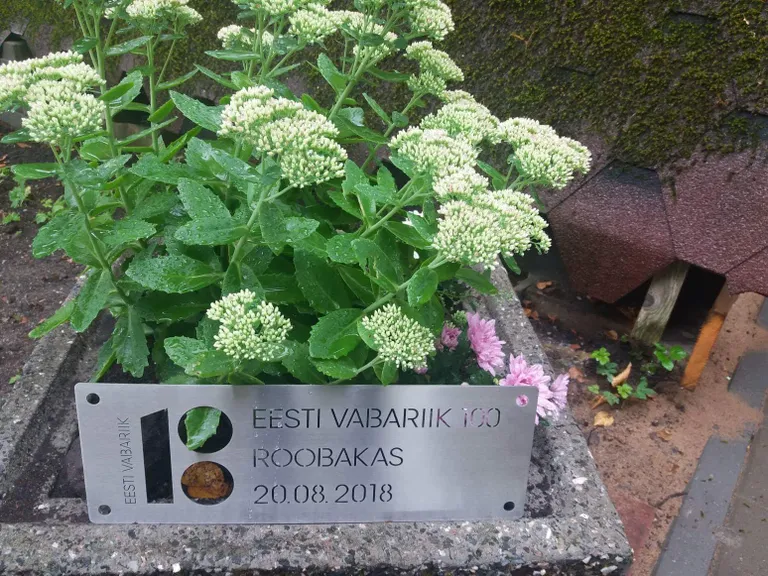 EESTI VABARIIK
EESTI VABARIIK 100
ROOBAKAS
20.08.2018